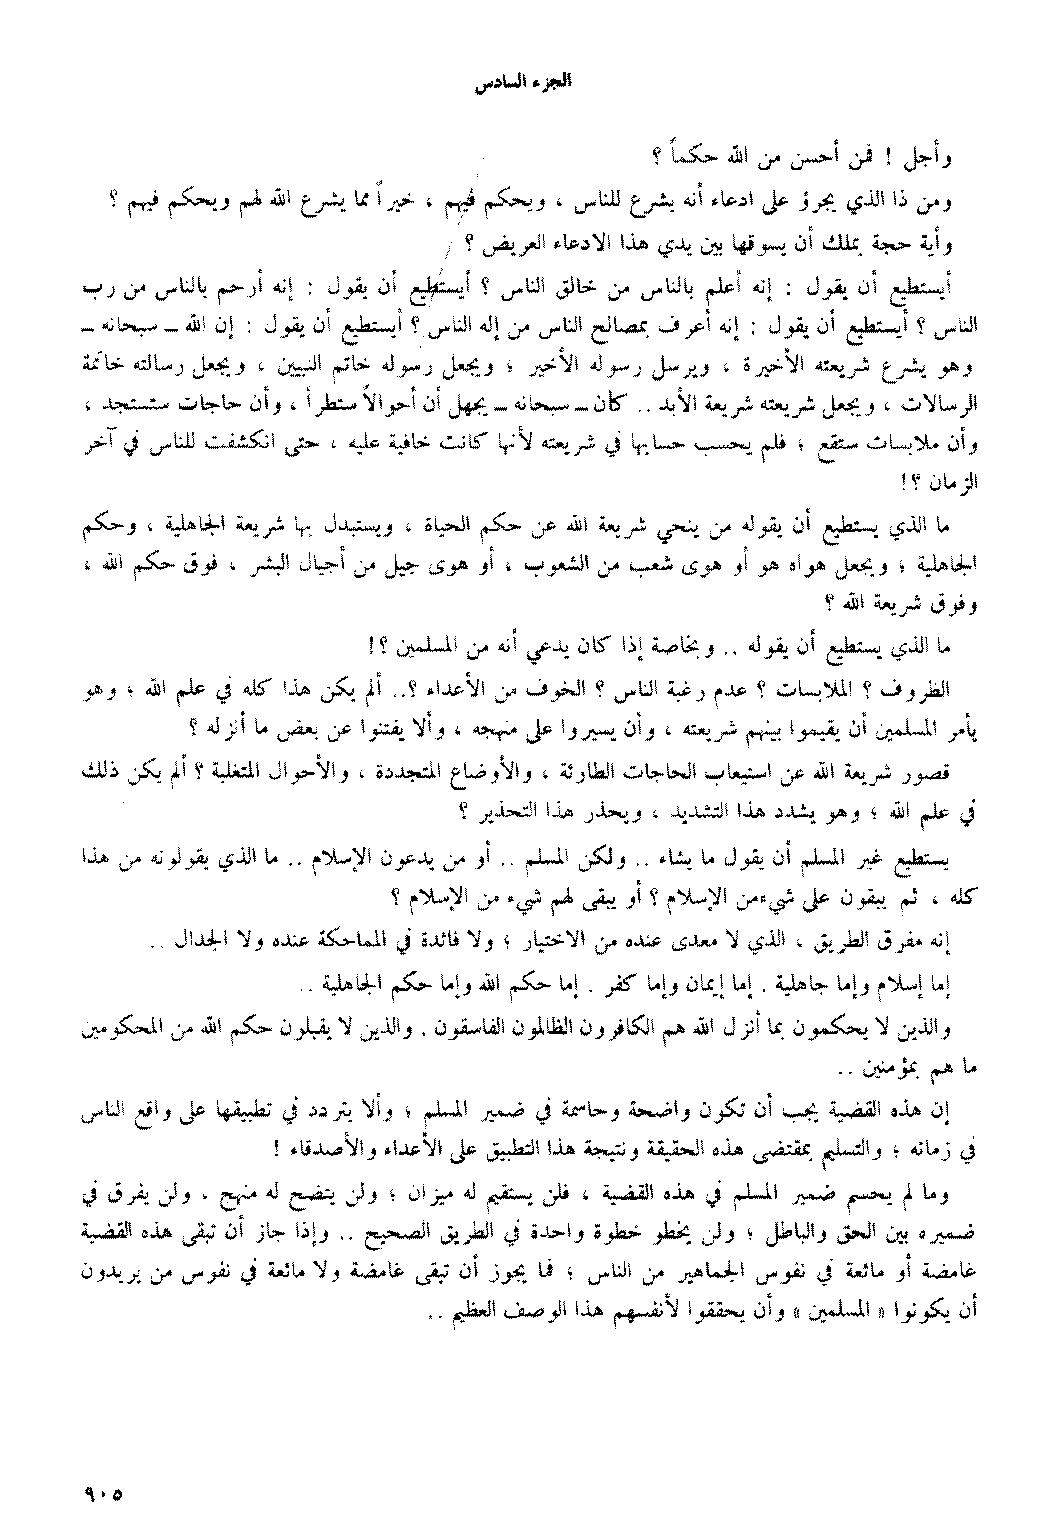 الجزء السادس
وأجل ! فمن أحسن من الله حكماً ؟
ومن ذا الذي يجرؤ على ادعاء أنه يشرع للناس ، ويحكم فيهم ، خيراً مما يشرع الله لهم ويحكم فيهم ؟
وأية حجة يملك أن يسوقها بين يدي هذا الادعاء العريض ؟
أيستطيع أن يقول : إنه أعلم بالناس من خالق الناس ؟ أيستطيع أن يقول : إنه أرحم بالناس من رب
الناس ؟ أيستطيع أن يقول : إنه أعرف بمصالح الناس من إله الناس ؟ أيستطيع أن يقول : إن الله – سبحانه –
وهو يشرع شريعته الأخيرة ، ويرسل رسوله الأخير ؛ ويجعل رسوله خاتم النبيين ، ويجعل رسالته خاتمة
الرسالات ، ويجعل شريعته شريعة الأبد .. كان – سبحانه – يجهل أن أحوالاً ستطرأ ، وأن حاجات ستستجد ،
وأن ملابسات ستقع ؛ فلم يحسب حسابها في شريعته لأنها كانت خافية عليه ، حتى انكشفت للناس في آخر
الزمان ؟!
ما الذي يستطيع أن يقوله من ينحي شريعة الله عن حكم الحياة ، ويستبدل بها شريعة الجاهلية ، وحكم
الجاهلية ؛ ويجعل هواه هو أو هوى شعب من الشعوب ، أو هوى جيل من أجيال البشر ، فوق حكم الله ،
وفوق شريعة الله ؟
ما الذي يستطيع أن يقوله .. وبخاصة إذا كان يدعي أنه من المسلمين ؟!
الظروف ؟ الملابسات ؟ عدم رغبة الناس ؟ الخوف من الأعداء ؟.. ألم يكن هذا كله في علم الله ؛ وهو
يأمر المسلمين أن يقيموا بينهم شريعته ، وأن يسيروا على منهجه ، وألا يفتنوا عن بعض ما أنزله ؟
قصور شريعة الله عن استيعاب الحاجات الطارئة ، والأوضاع المتجددة ، والأحوال المتغلبة ؟ ألم يكن ذلك
في علم الله ؛ وهو يشدد هذا التشديد ، ويحذر هذا التحذير ؟
يستطيع غير المسلم أن يقول ما يشاء .. ولكن المسلم .. أو من يدعون الإسلام .. ما الذي يقولونه من هذا
كله ، ثم يبقون على شيء من الإسلام ؟ أو يبقى لهم شيء من الإسلام ؟
إنه مفرق الطريق ، الذي لا معدى عنده من الاختيار ؛ ولا فائدة في المماحكة عنده ولا الجدال ..
إما إسلام وإما جاهلية . إما إيمان وإما كفر . إما حكم الله وإما حكم الجاهلية ..
والذين لا يحكمون بما أنزل الله هم الكافرون الظالمون الفاسقون . والذين لا يقبلون حكم الله من المحكومين
ما هم بمؤمنين ..
إن هذه القضية يجب أن تكون واضحة وحاسمة في ضمير المسلم ؛ وألا يتردد في تطبيقها على واقع الناس
في زمانه ؛ والتسليم بمقتضى هذه الحقيقة ونتيجة هذا التطبيق على الأعداء والأصدقاء !
وما لم يحسم ضمير المسلم في هذه القضية ، فلن يستقيم له ميزان ؛ ولن يتضح له منهج ، ولن يفرق في
ضميره بين الحق والباطل ؛ ولن يخطو خطوة واحدة في الطريق الصحيح .. وإذا جاز أن تبقى هذه القضية
غامضة أو مائعة في نفوس الجماهير من الناس ؛ فما يجوز أن تبقى غامضة ولا مائعة في نفوس من يريدون
أن يكونوا « المسلمين » وأن يحققوا لأنفسهم هذا الوصف العظيم ..
٩٠٥